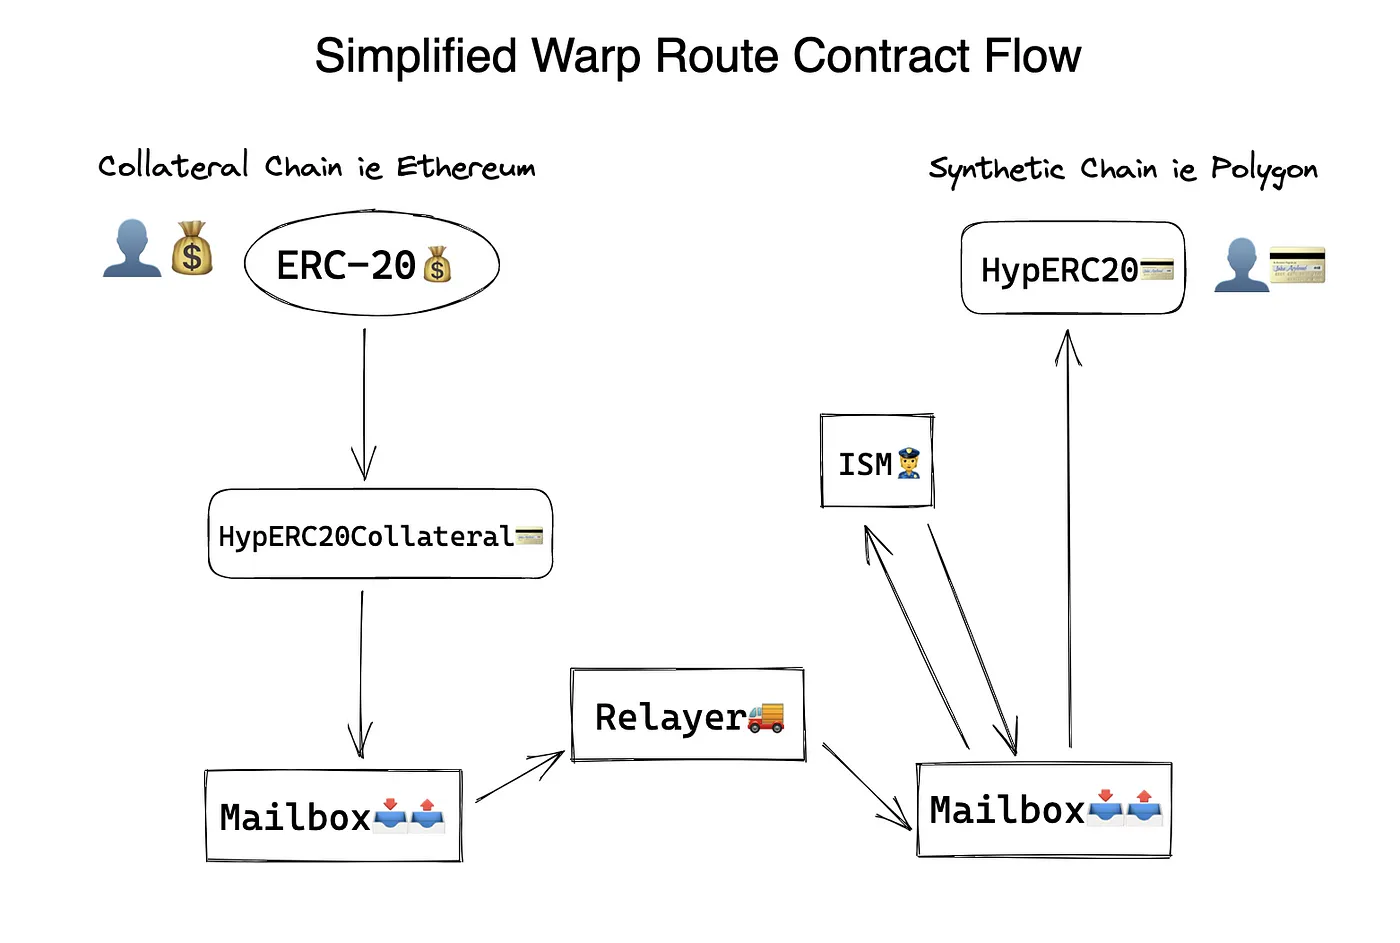 Simplified Warp Route Contract Flow
Collateral Chain ie Ethereum
Synthetic Chain ie Polygon
ERC-20
HypERC20
ISM
HypERC20Collateral
Relayer
Mailbox
Mailbox